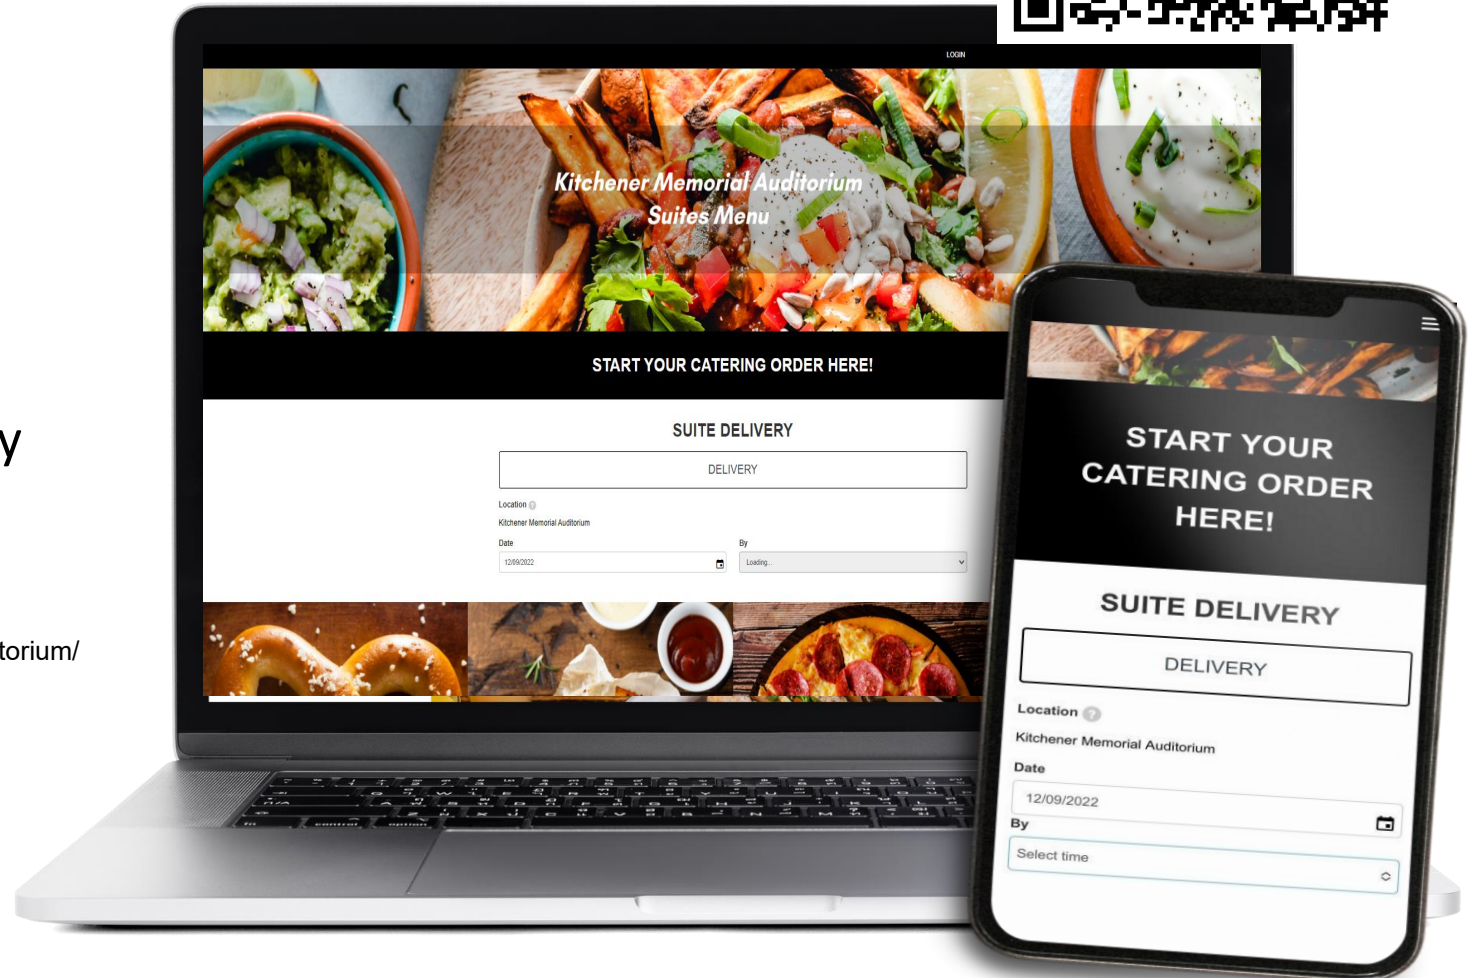 LOGIN
Kitchener Memorial Auditorium
Suites Menu
START YOUR CATERING ORDER HERE!
SUITE DELIVERY
DELIVERY
Location
Kitchener Memorial Auditorium
Date
By
12/09/2022
Loading...
y
torium/
START YOUR
CATERING ORDER
HERE!
SUITE DELIVERY
DELIVERY
Location ?
Kitchener Memorial Auditorium
Date
12/09/2022
By
Select time
control
option